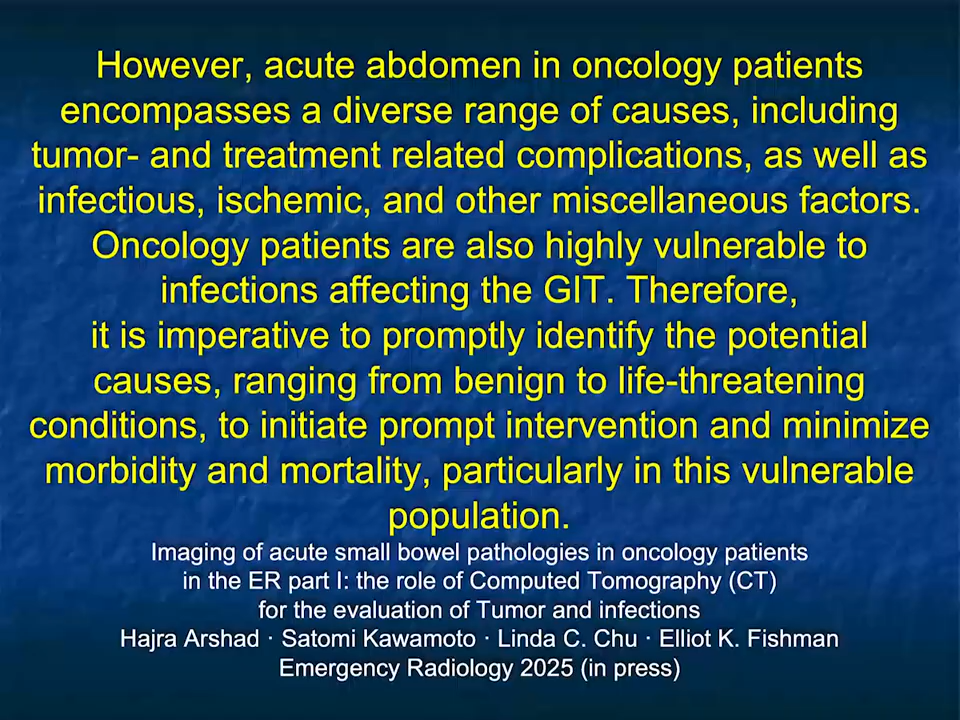 However, acute abdomen in oncology patients
encompasses a diverse range of causes, including
tumor- and treatment related complications, as well as
infectious, ischemic, and other miscellaneous factors.
Oncology patients are also highly vulnerable to
infections affecting the GIT. Therefore,
it is imperative to promptly identify the potential
causes, ranging from benign to life-threatening
conditions, to initiate prompt intervention and minimize
morbidity and mortality, particularly in this vulnerable
population.
Imaging of acute small bowel pathologies in oncology patients
in the ER part I: the role of Computed Tomography (CT)
for the evaluation of Tumor and infections
Hajra Arshad · Satomi Kawamoto · Linda C. Chu · Elliot K. Fishman
Emergency Radiology 2025 (in press)